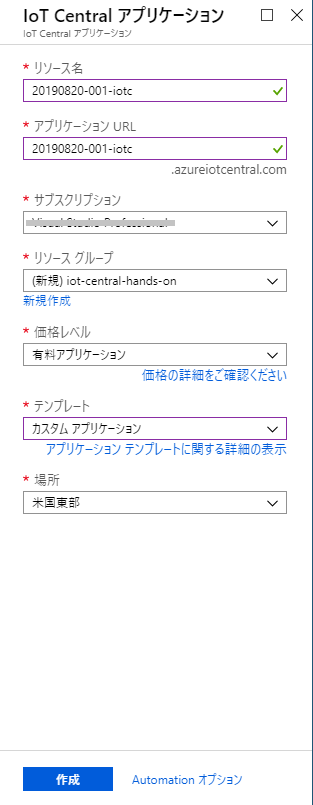 IoT Central アプリケーション
IoT Central アプリケーション
* リソース名
20190820-001-iotc
* アプリケーション URL
20190820-001-iotc
.azureiotcentral.com
* サブスクリプション
Visual Studio Professional
* リソース グループ
(新規) iot-central-hands-on
新規作成
* 価格レベル
有料アプリケーション
価格の詳細をご確認ください
* テンプレート
カスタム アプリケーション
アプリケーション テンプレートに関する詳細の表示
* 場所
米国東部
作成
Automation オプション